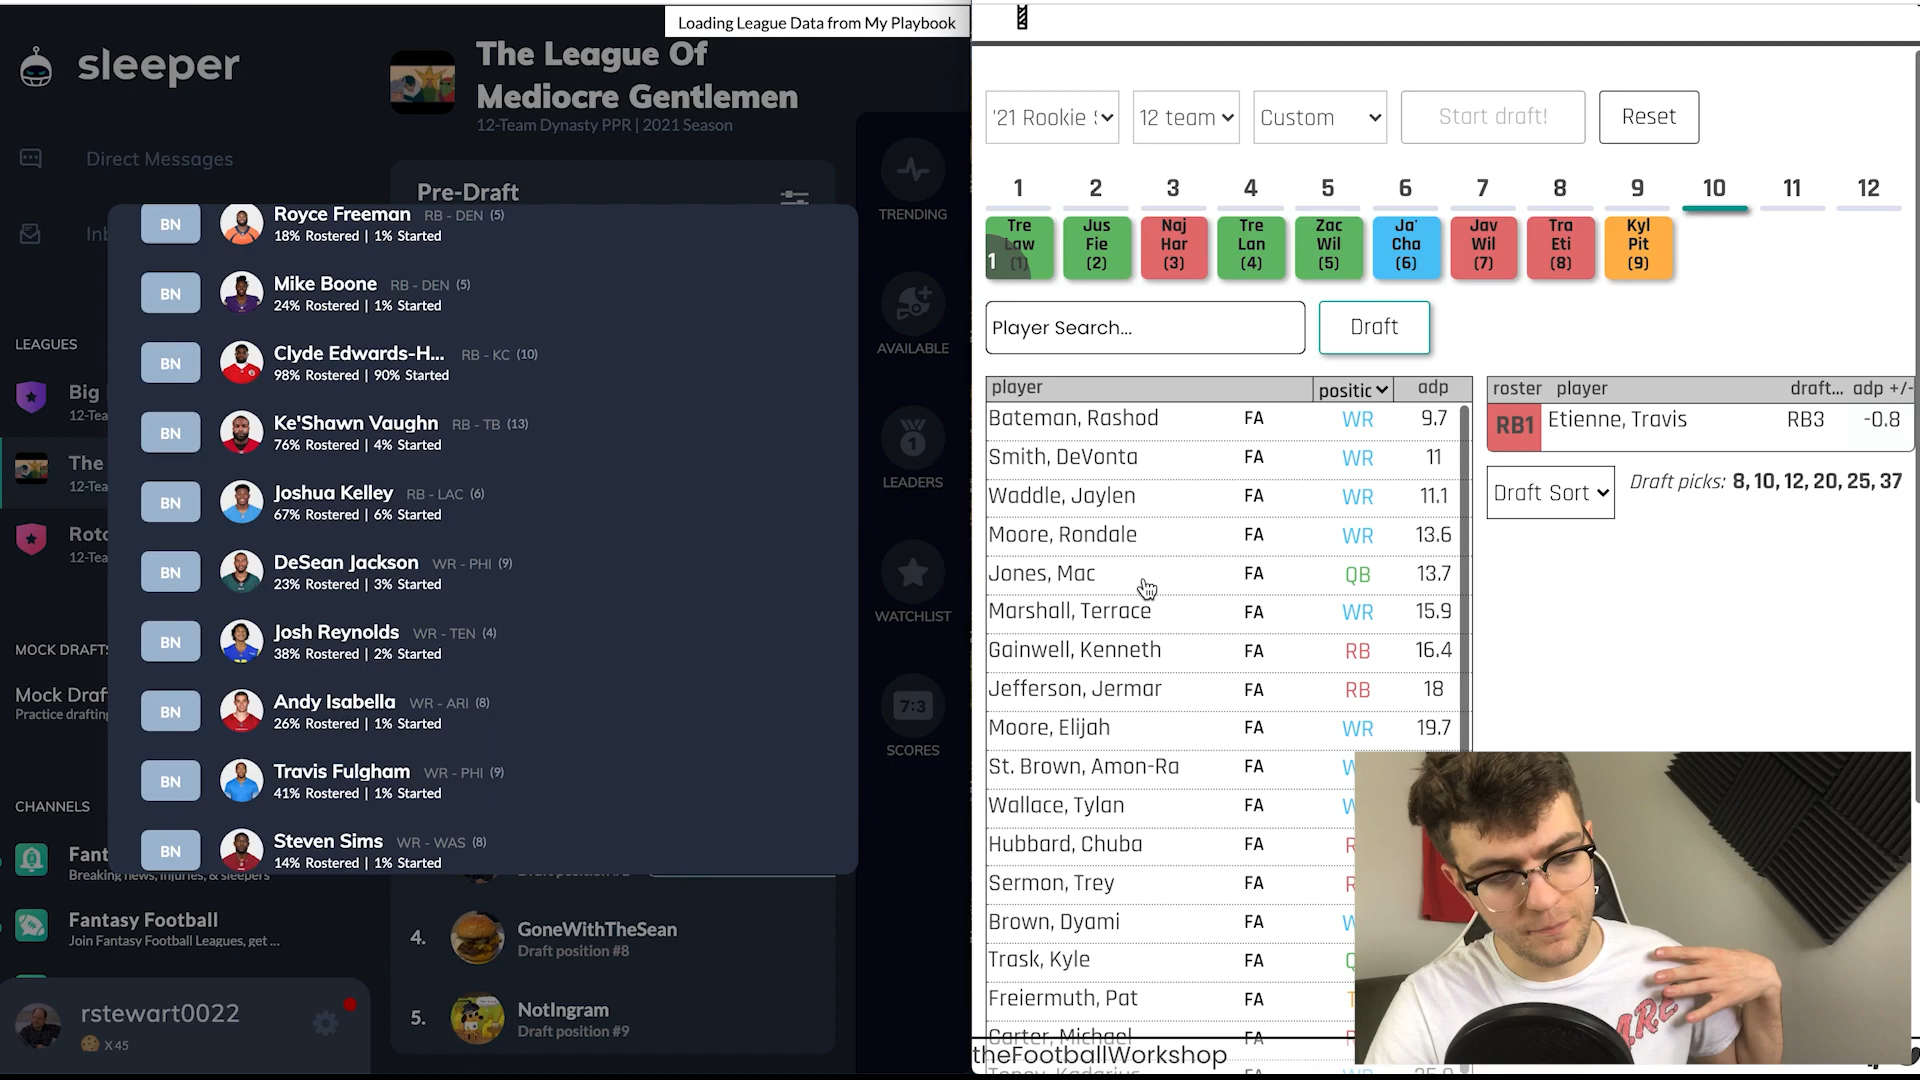 Loading League Data from My Playbook
sleeper
The League Of
Mediocre Gentlemen
12-Team Dynasty PPR | 2021 Season
Direct Messages
Pre-Draft
TRENDING
AVAILABLE
LEADERS
WATCHLIST
7:3
SCORES
LEAGUES
Big
The
MOCK DRAFTS
Mock Draf
Practice drafting
CHANNELS
Fant
Breaking news, injuries, & sleepers
Fantasy Football
Join Fantasy Football Leagues, get ...
rstewart0022
X 45
BN Royce Freeman RB - DEN (5)
18% Rostered | 1% Started
BN Mike Boone RB - DEN (5)
24% Rostered | 1% Started
BN Clyde Edwards-H... RB - KC (10)
98% Rostered | 90% Started
BN Ke'Shawn Vaughn RB - TB (13)
76% Rostered | 4% Started
BN Joshua Kelley RB - LAC (6)
67% Rostered | 6% Started
BN DeSean Jackson WR - PHI (9)
23% Rostered | 3% Started
BN Josh Reynolds WR - TEN (4)
38% Rostered | 2% Started
BN Andy Isabella WR - ARI (8)
26% Rostered | 1% Started
BN Travis Fulgham WR - PHI (9)
41% Rostered | 1% Started
BN Steven Sims WR - WAS (8)
14% Rostered | 1% Started
4. GoneWithTheSean
Draft position #8
5. NotIngram
Draft position #9
'21 Rookie 12 team Custom Start draft! Reset
1 2 3 4 5 6 7 8 9 10 11 12
Tre Jus Naj Tre Zac Ja' Jav Tra Kyl
Law Fie Har Lan Wil Cha Wil Eti Pit
1 (1) (2) (3) (4) (5) (6) (7) (8) (9)
Player Search... Draft
player positic adp
Bateman, Rashod FA WR 9.7
Smith, DeVonta FA WR 11
Waddle, Jaylen FA WR 11.1
Moore, Rondale FA WR 13.6
Jones, Mac FA QB 13.7
Marshall, Terrace FA WR 15.9
Gainwell, Kenneth FA RB 16.4
Jefferson, Jermar FA RB 18
Moore, Elijah FA WR 19.7
St. Brown, Amon-Ra FA
Wallace, Tylan FA
Hubbard, Chuba FA
Sermon, Trey FA
Brown, Dyami FA
Trask, Kyle FA
Freiermuth, Pat FA
Carter, Michael FA
theFootballWorkshop
roster player draft... adp +/-
RB1 Etienne, Travis RB3 -0.8
Draft Sort Draft picks: 8, 10, 12, 20, 25, 37